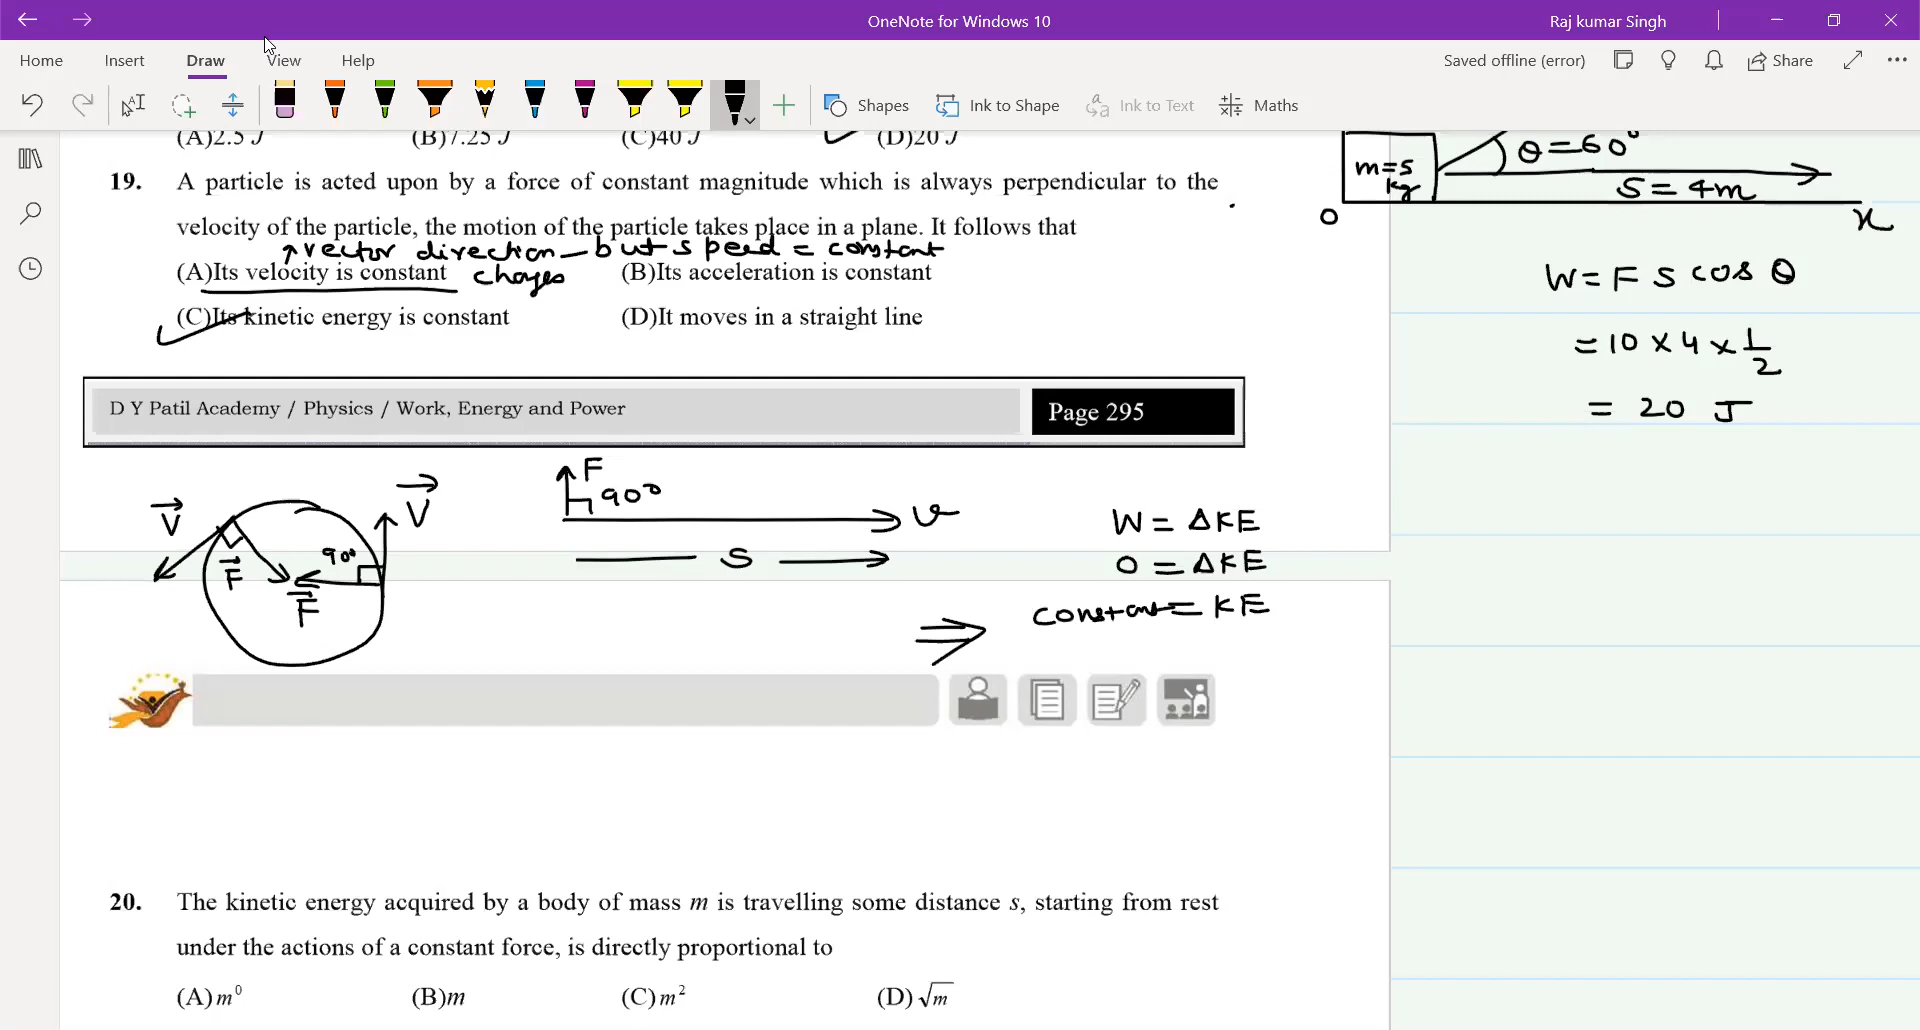 OneNote for Windows 10
Raj kumar Singh
Home Insert Draw View Help
Saved offline (error)
Share
Shapes
Ink to Shape
Ink to Text
Maths
(A)2.5 J (B)7.25 J (C)40 J (D)20 J
19. A particle is acted upon by a force of constant magnitude which is always perpendicular to the
velocity of the particle, the motion of the particle takes place in a plane. It follows that
vector direction – but speed = constant
(A)Its velocity is constant changes (B)Its acceleration is constant
(C)Its kinetic energy is constant (D)It moves in a straight line
D Y Patil Academy / Physics / Work, Energy and Power Page 295
V
F
90°
F
V
F
90°
v
S
W = ΔKE
0 = ΔKE
constant = KE
20. The kinetic energy acquired by a body of mass m is travelling some distance s, starting from rest
under the actions of a constant force, is directly proportional to
(A) m⁰ (B)m (C) m² (D) √m
m=5
kg
θ=60°
S = 4m
O
x
W = F S cos θ
= 10 × 4 × 1/2
= 20 J